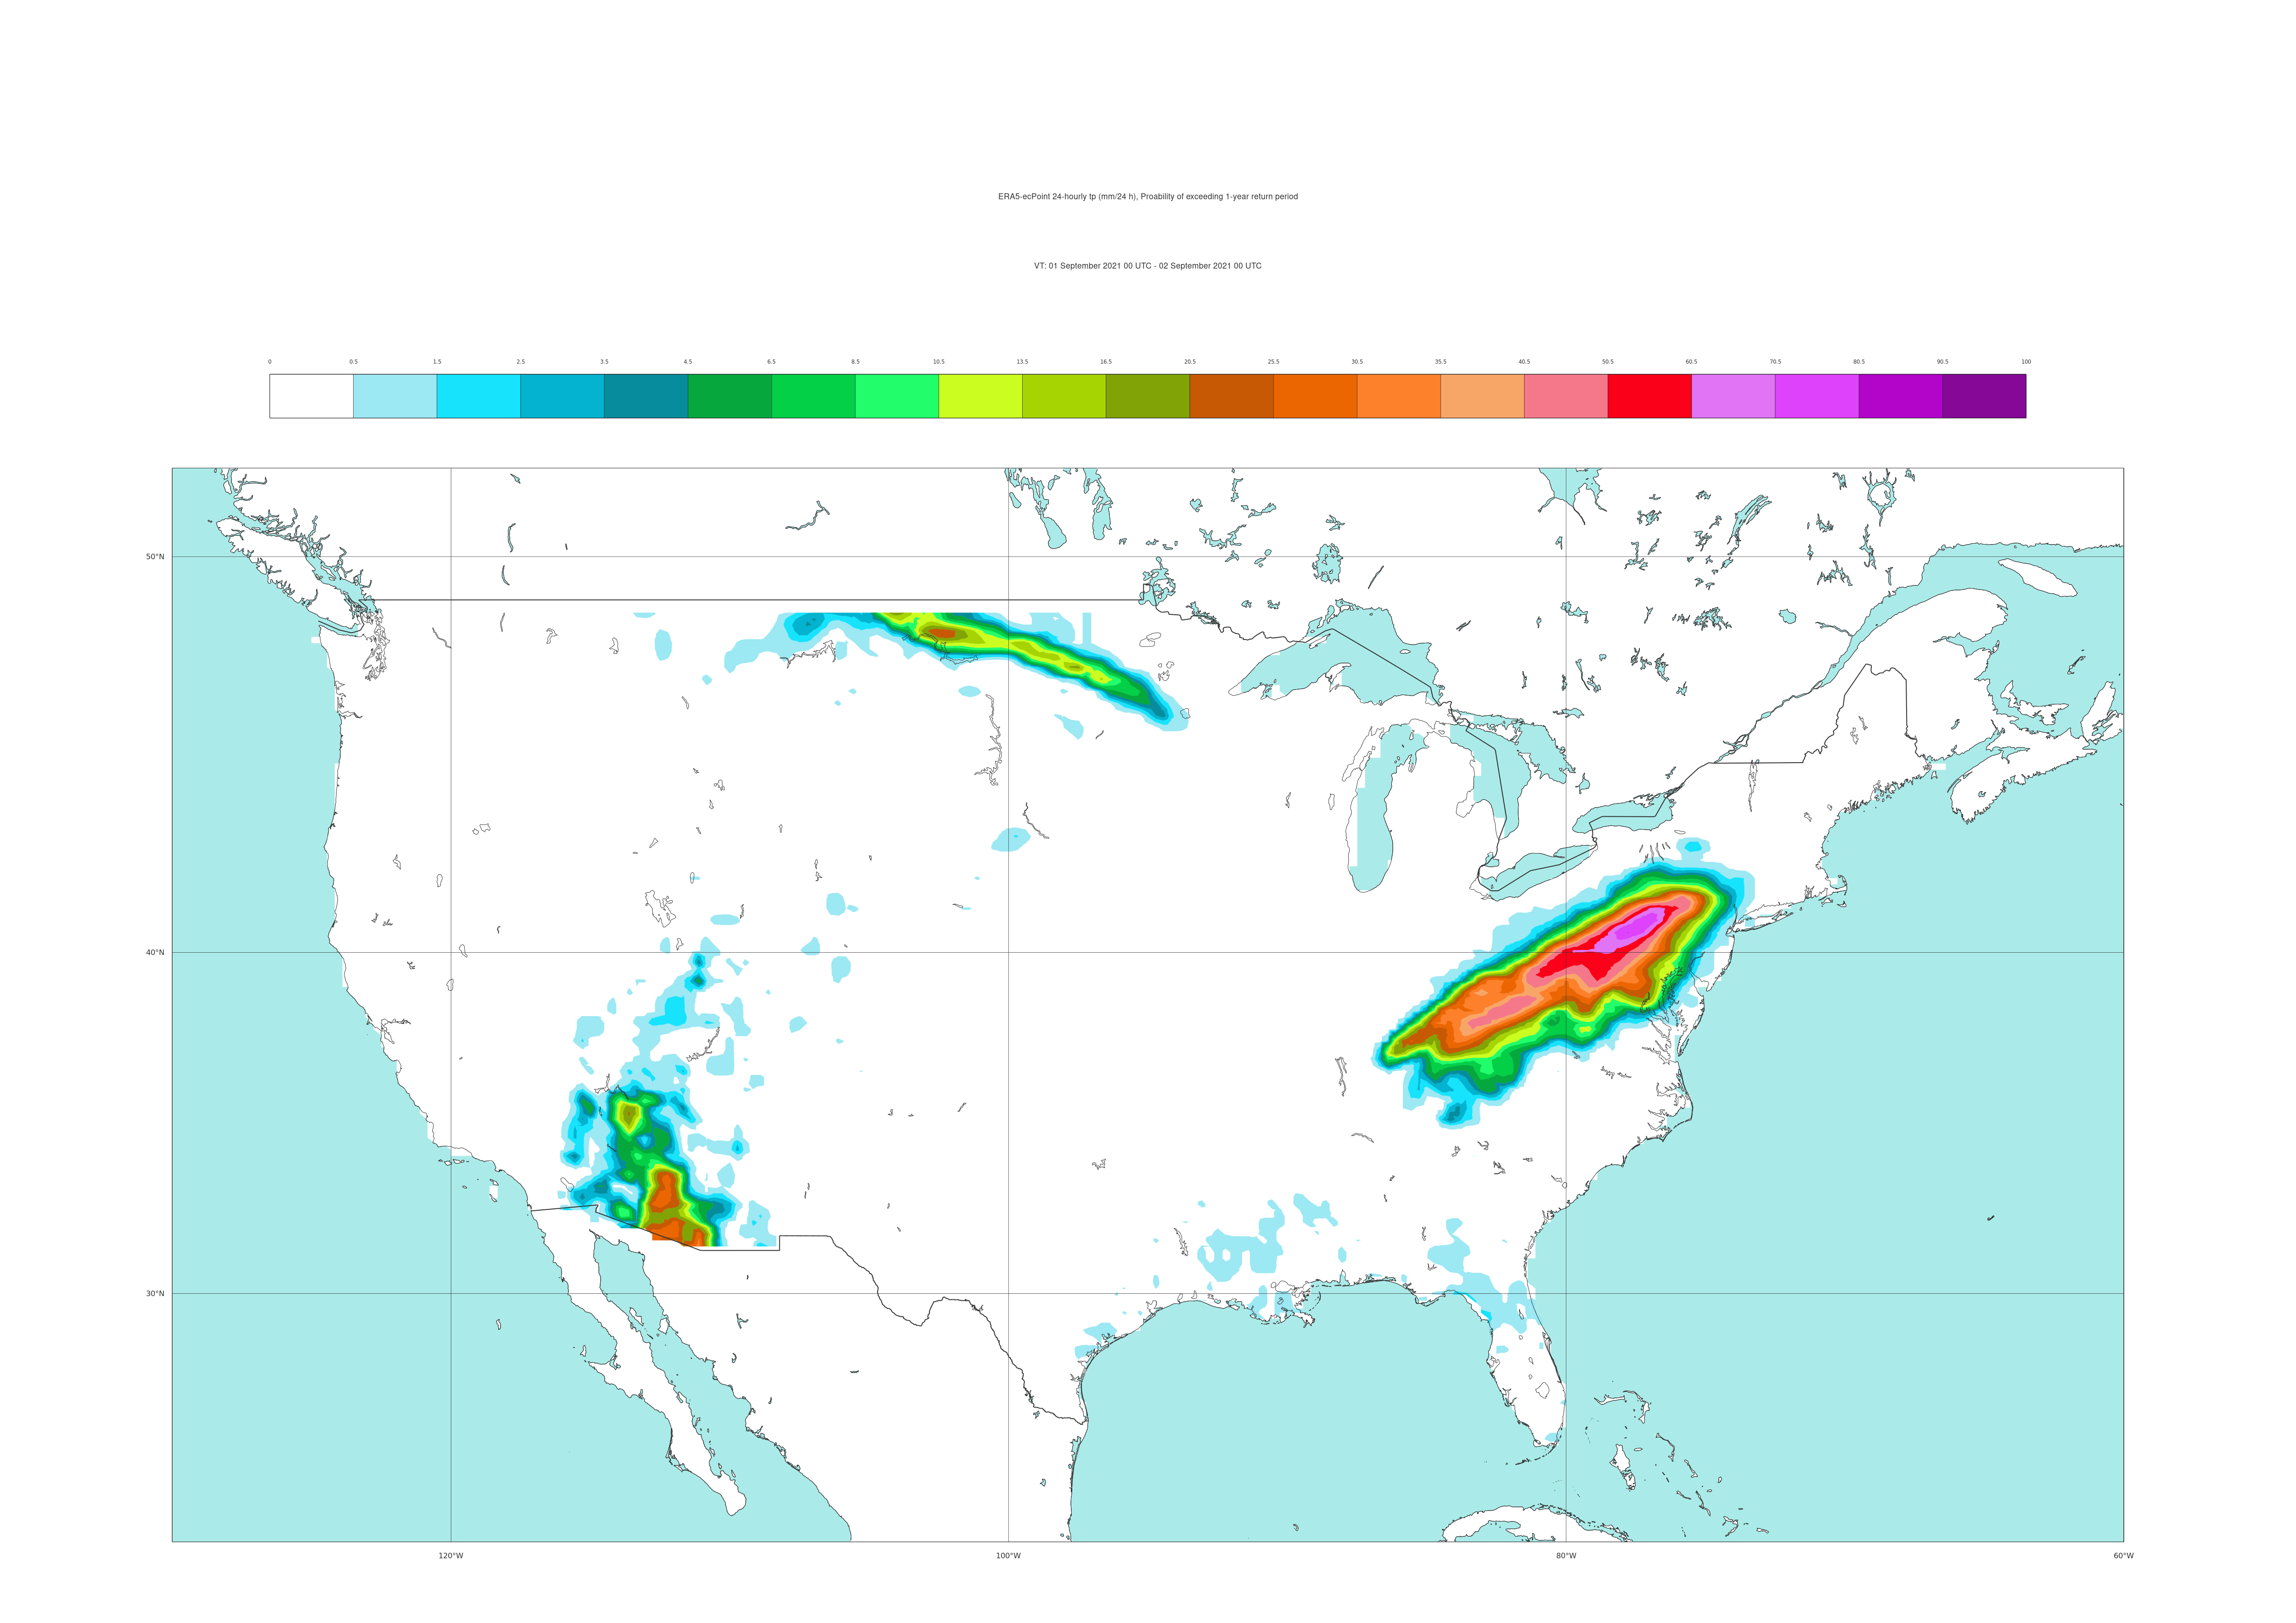 ERA5-ecPoint 24-hourly tp (mm/24 h), Proability of exceeding 1-year return period
VT: 01 September 2021 00 UTC - 02 September 2021 00 UTC
0 0.5 1.5 2.5 3.5 4.5 6.5 8.5 10.5 13.5 16.5 20.5 25.5 30.5 35.5 40.5 50.5 60.5 70.5 80.5 90.5 100
50°N
40°N
30°N
120°W 100°W 80°W 60°W